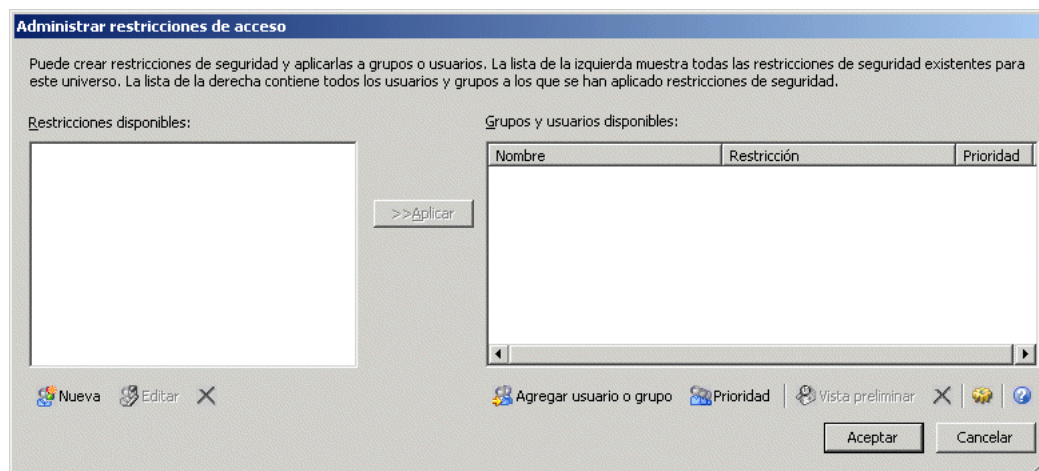 Administrar restricciones de acceso
Puede crear restricciones de seguridad y aplicarlas a grupos o usuarios. La lista de la izquierda muestra todas las restricciones de seguridad existentes para
este universo. La lista de la derecha contiene todos los usuarios y grupos a los que se han aplicado restricciones de seguridad.
Restricciones disponibles:
Grupos y usuarios disponibles:
Nombre Restricción Prioridad
>>Aplicar
Nueva Editar
Agregar usuario o grupo Prioridad Vista preliminar
Aceptar Cancelar